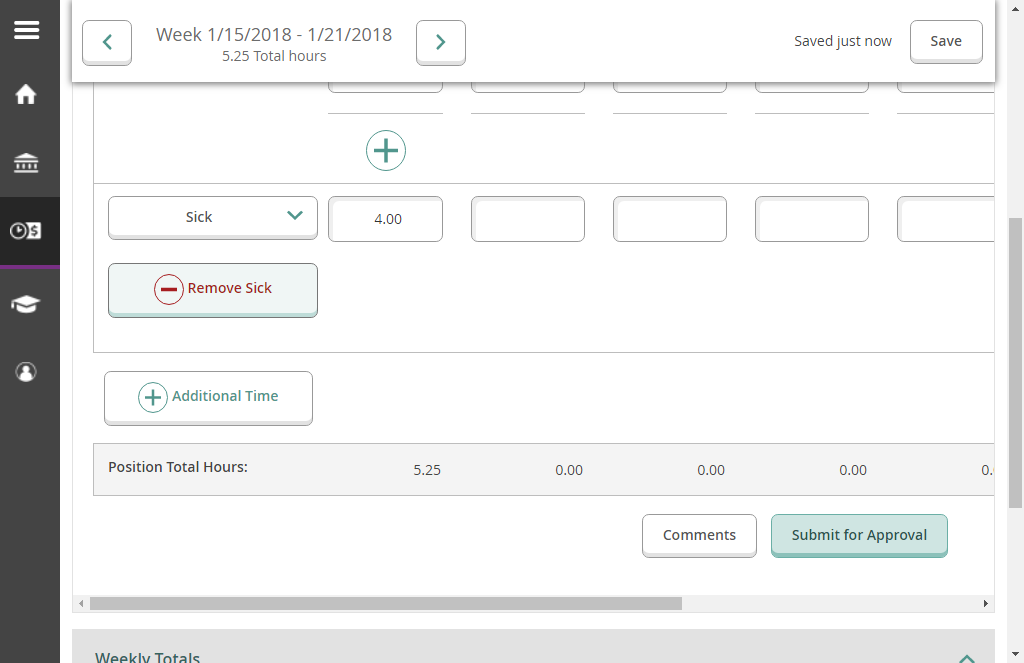 Week 1/15/2018 - 1/21/2018
5.25 Total hours
Saved just now
Save
Sick
4.00
Remove Sick
Additional Time
Position Total Hours:
5.25
0.00
0.00
0.00
0.
Comments
Submit for Approval
Weekly Totals